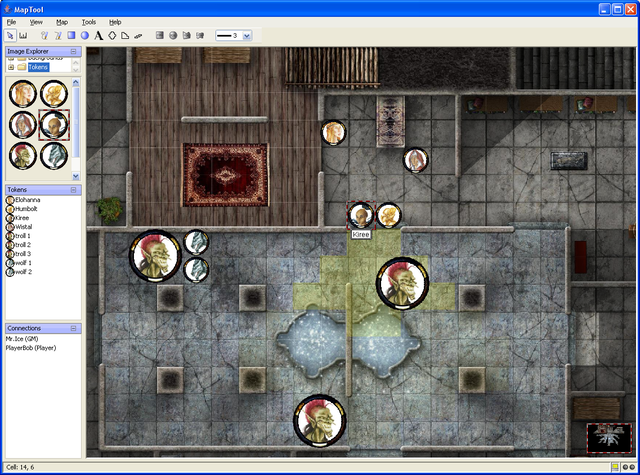 MapTool
File View Map Tools Help
A 3
Image Explorer
Backgrounds
Tokens
Tokens
Elohanna
Humbolt
Kiree
Wistal
troll 1
troll 2
troll 3
wolf 1
wolf 2
Kiree
Connections
Mr.Ice (GM)
PlayerBob (Player)
Cell: 14, 6